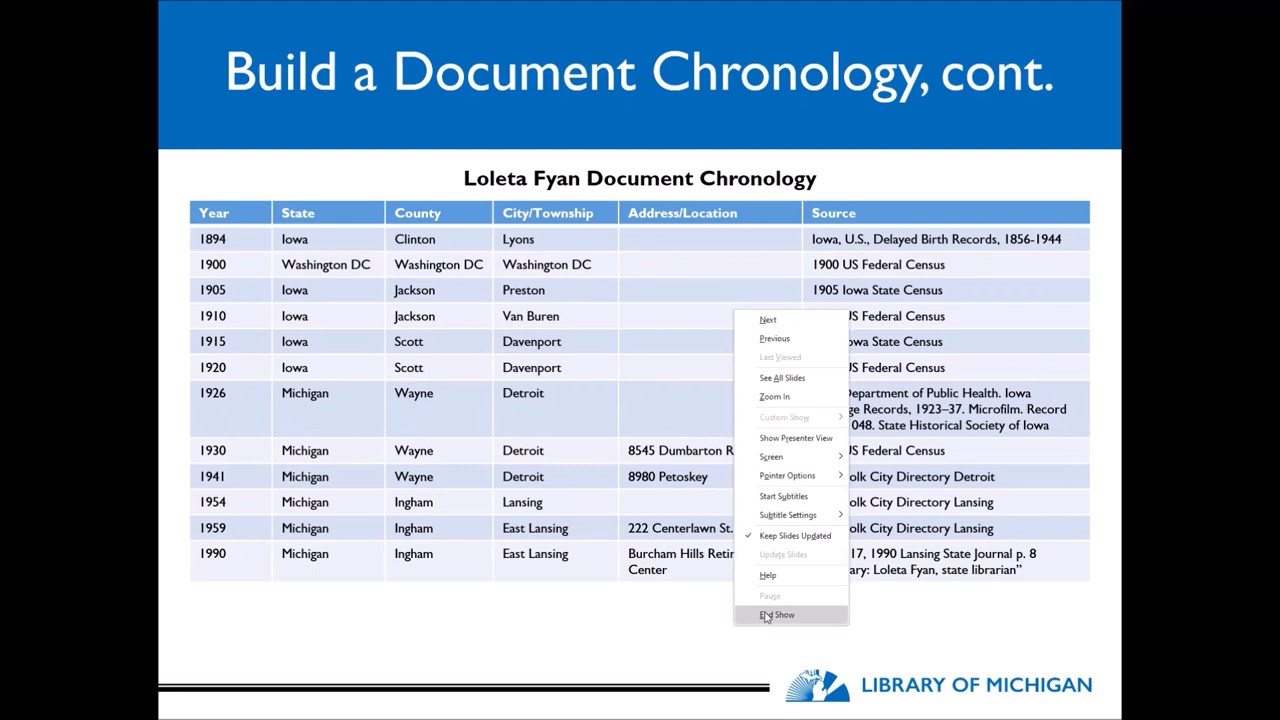 Build a Document Chronology, cont.
Loleta Fyan Document Chronology
Year State County City/Township Address/Location Source
1894 Iowa Clinton Lyons Iowa, U.S., Delayed Birth Records, 1856-1944
1900 Washington DC Washington DC Washington DC 1900 US Federal Census
1905 Iowa Jackson Preston 1905 Iowa State Census
1910 Iowa Jackson Van Buren US Federal Census
1915 Iowa Scott Davenport State Census
1920 Iowa Scott Davenport US Federal Census
1926 Michigan Wayne Detroit Department of Public Health. Iowa
Records, 1923–37. Microfilm. Record
048. State Historical Society of Iowa
1930 Michigan Wayne Detroit 8545 Dumbarton R US Federal Census
1941 Michigan Wayne Detroit 8980 Petoskey olk City Directory Detroit
1954 Michigan Ingham Lansing olk City Directory Lansing
1959 Michigan Ingham East Lansing 222 Centerlawn St. olk City Directory Lansing
1990 Michigan Ingham East Lansing Burcham Hills Reti 17, 1990 Lansing State Journal p. 8
Center ary: Loleta Fyan, state librarian”
Next
Previous
Last Viewed
See All Slides
Zoom In
Custom Show
Show Presenter View
Screen
Pointer Options
Start Subtitles
Subtitle Settings
Keep Slides Updated
Update Slides
Help
Pause
End Show
LIBRARY OF MICHIGAN